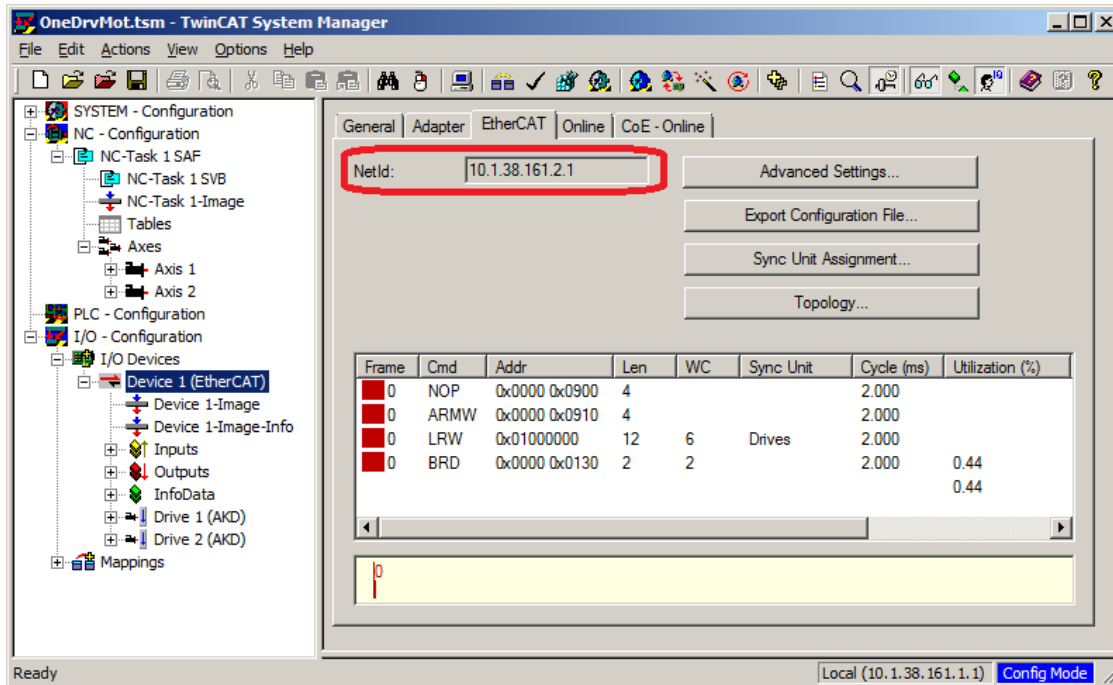 OneDrvMot.tsm - TwinCAT System Manager
File Edit Actions View Options Help
SYSTEM - Configuration
NC - Configuration
NC-Task 1 SAF
NC-Task 1 SVB
NC-Task 1-Image
Tables
Axes
Axis 1
Axis 2
PLC - Configuration
I/O - Configuration
I/O Devices
Device 1 (EtherCAT)
Device 1-Image
Device 1-Image-Info
Inputs
Outputs
InfoData
Drive 1 (AKD)
Drive 2 (AKD)
Mappings
General Adapter EtherCAT Online CoE - Online
NetId: 10.1.38.161.2.1
Advanced Settings...
Export Configuration File...
Sync Unit Assignment...
Topology...
Frame Cmd Addr Len WC Sync Unit Cycle (ms) Utilization (%)
0 NOP 0x0000 0x0900 4 2.000
0 ARMW 0x0000 0x0910 4 2.000
0 LRW 0x01000000 12 6 Drives 2.000
0 BRD 0x0000 0x0130 2 2 2.000 0.44
0.44
0
Ready Local (10.1.38.161.1.1) Config Mode